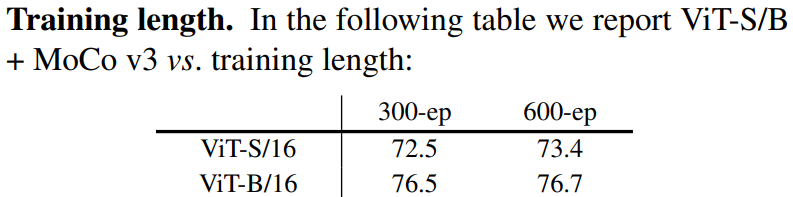 Training length. In the following table we report ViT-S/B
+ MoCo v3 vs. training length:
300-ep 600-ep
ViT-S/16 72.5 73.4
ViT-B/16 76.5 76.7